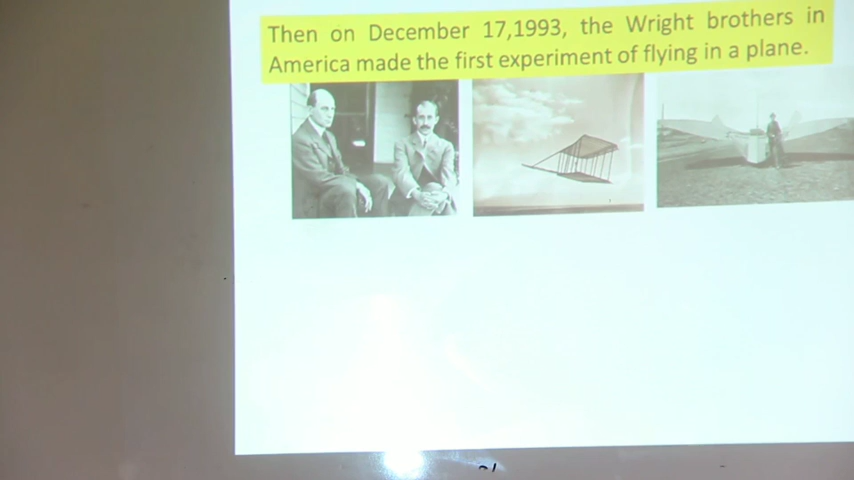 Then on December 17,1993, the Wright brothers in
America made the first experiment of flying in a plane.